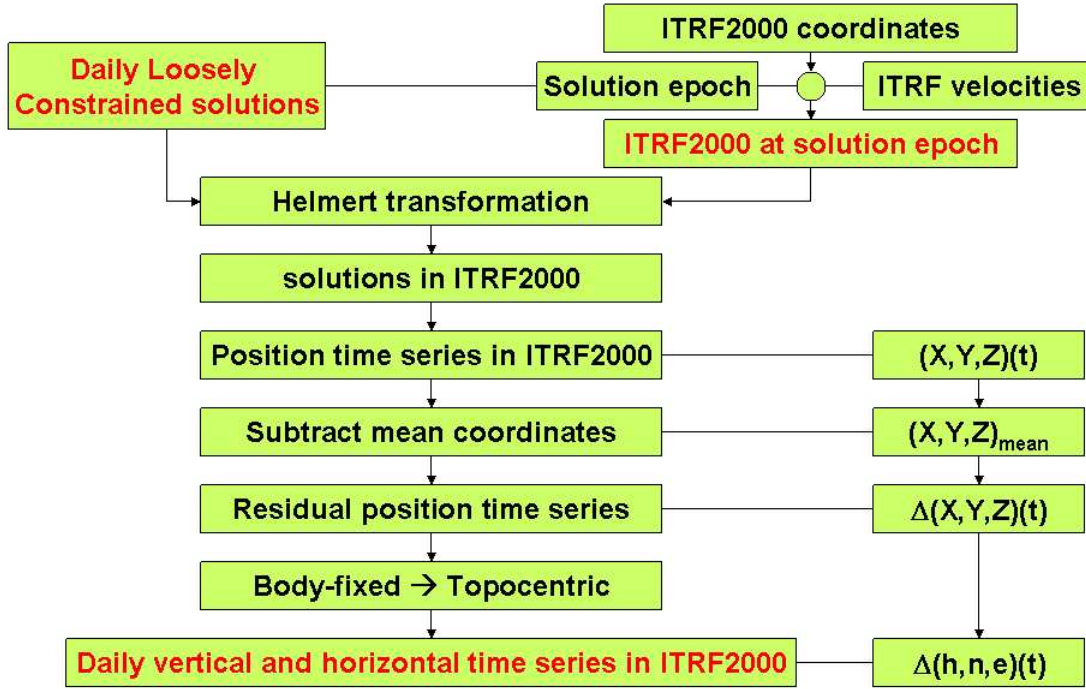 ITRF2000 coordinates
Daily Loosely
Constrained solutions
Solution epoch
ITRF velocities
ITRF2000 at solution epoch
Helmert transformation
solutions in ITRF2000
Position time series in ITRF2000
(X,Y,Z)(t)
Subtract mean coordinates
(X,Y,Z)mean
Residual position time series
Δ(X,Y,Z)(t)
Body-fixed → Topocentric
Daily vertical and horizontal time series in ITRF2000
Δ(h,n,e)(t)